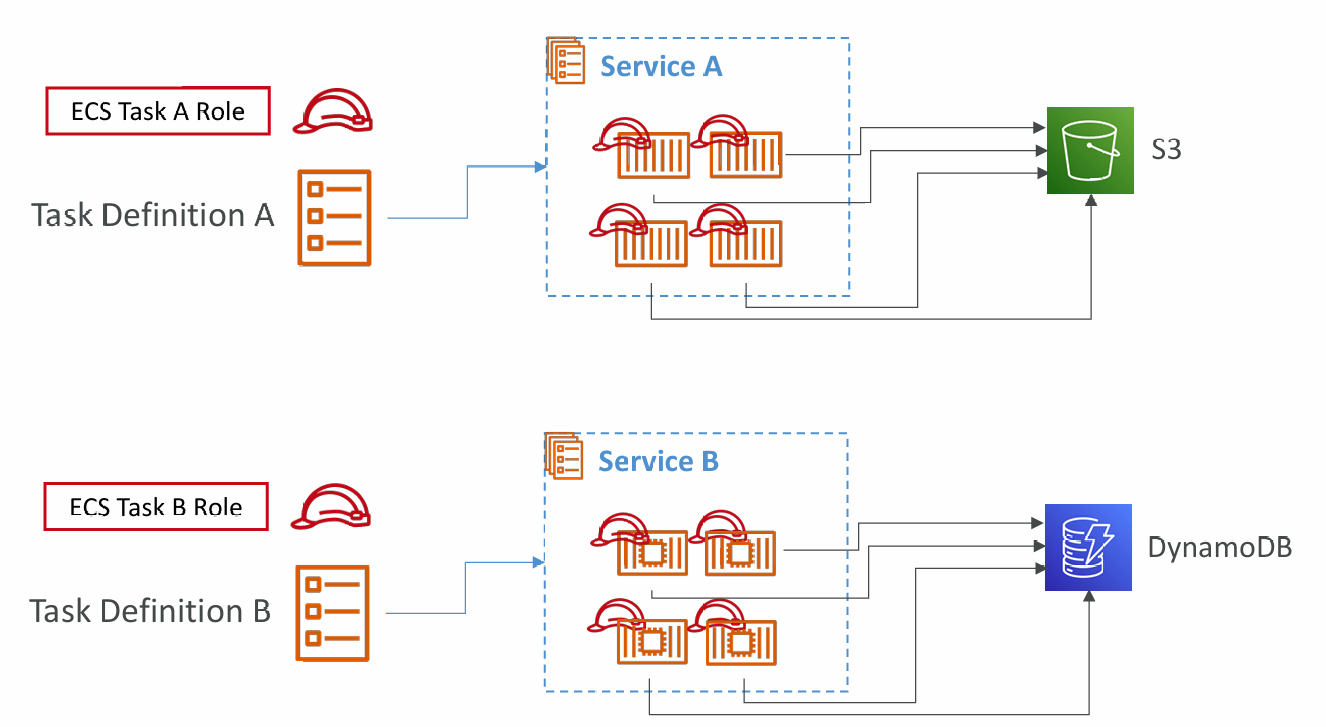 Service A
ECS Task A Role
S3
Task Definition A
Service B
ECS Task B Role
DynamoDB
Task Definition B